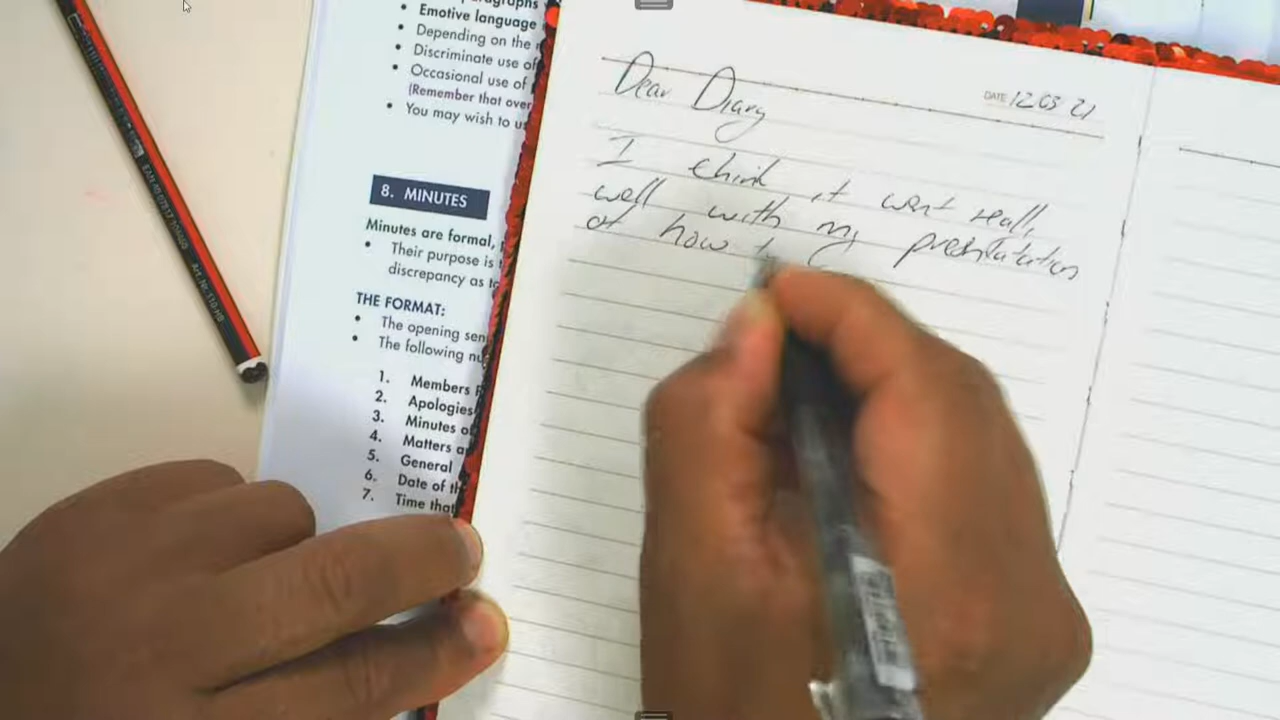 Emotive language
Depending on the
Discriminate use of
Occasional use of
(Remember that over
You may wish to us
8. MINUTES
Minutes are formal,
Their purpose is
discrepancy as to
THE FORMAT:
The opening sen
The following nu
1. Members
2. Apologies
3. Minutes o
4. Matters a
5. General
6. Date of th
7. Time that
Dear Diary
DATE 12 03 21
I think it went really
well with my presentation
of how to